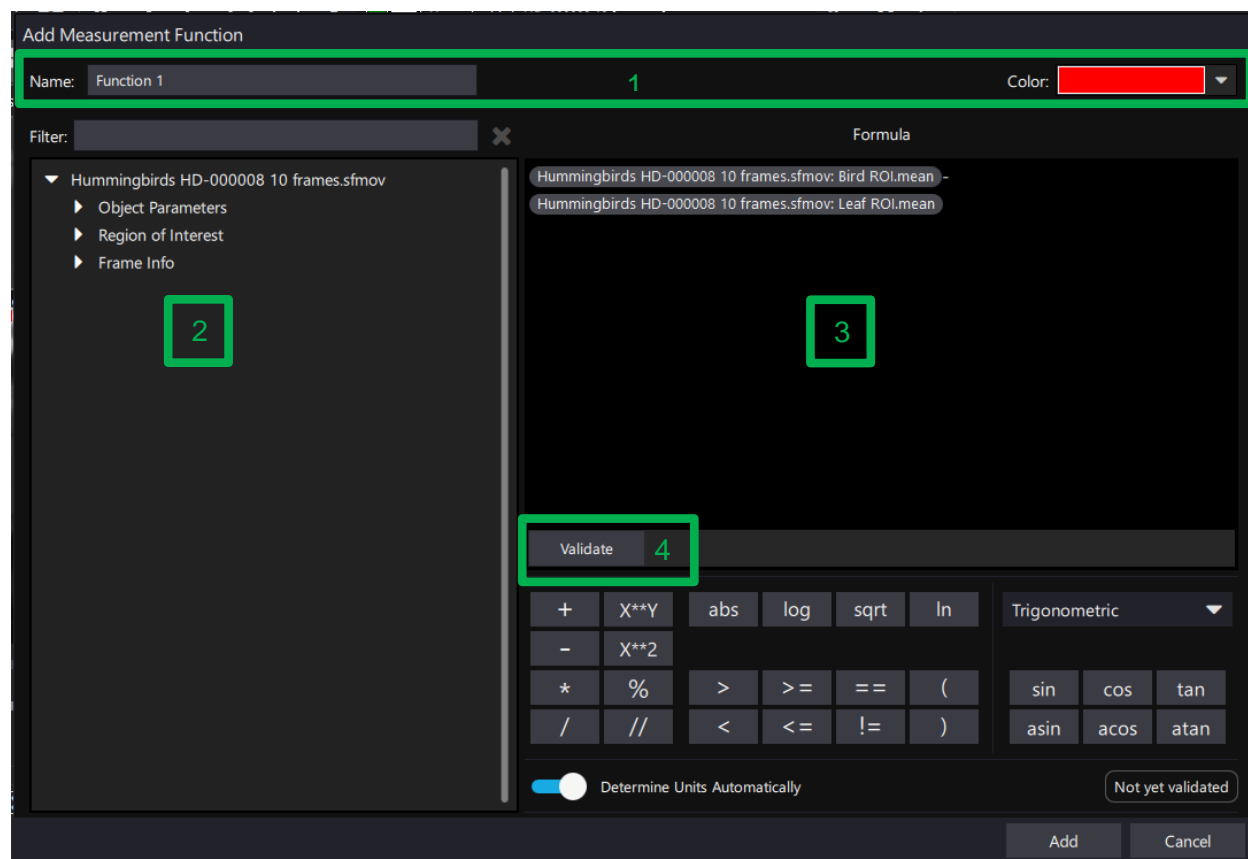 Add Measurement Function
Name: Function 1 1 Color:
Filter: Formula
Hummingbirds HD-000008 10 frames.sfmov
Object Parameters
Region of Interest
Frame Info
2
Hummingbirds HD-000008 10 frames.sfmov: Bird ROI.mean -
Hummingbirds HD-000008 10 frames.sfmov: Leaf ROI.mean
3
Validate 4
+ X**Y abs log sqrt ln Trigonometric
- X**2
* % > >= == ( sin cos tan
/ // < <= != ) asin acos atan
Determine Units Automatically Not yet validated
Add Cancel